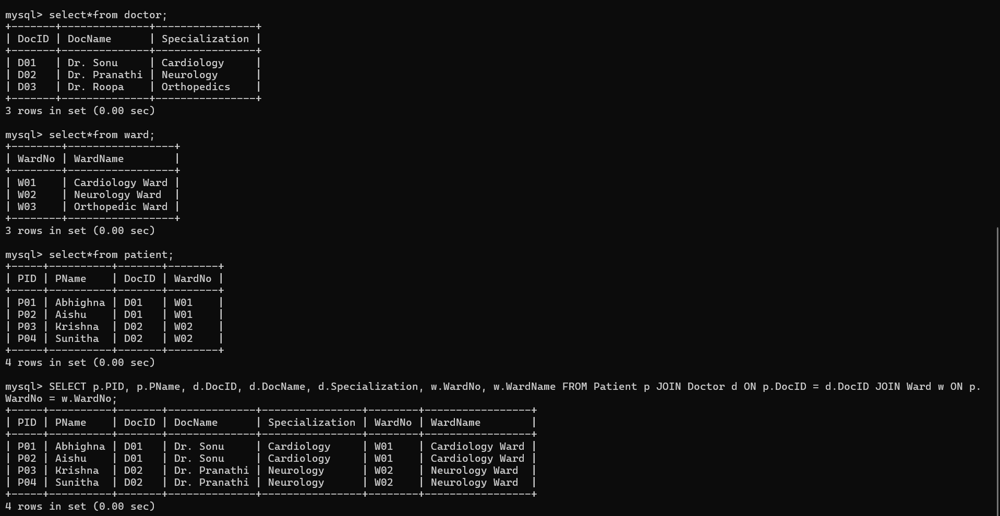 mysql> select*from doctor;
+-------+--------------+----------------+
| DocID | DocName      | Specialization |
+-------+--------------+----------------+
| D01   | Dr. Sonu     | Cardiology     |
| D02   | Dr. Pranathi | Neurology      |
| D03   | Dr. Roopa    | Orthopedics    |
+-------+--------------+----------------+
3 rows in set (0.00 sec)

mysql> select*from ward;
+--------+-----------------+
| WardNo | WardName        |
+--------+-----------------+
| W01    | Cardiology Ward |
| W02    | Neurology Ward  |
| W03    | Orthopedic Ward |
+--------+-----------------+
3 rows in set (0.00 sec)

mysql> select*from patient;
+-----+----------+-------+--------+
| PID | PName    | DocID | WardNo |
+-----+----------+-------+--------+
| P01 | Abhighna | D01   | W01    |
| P02 | Aishu    | D01   | W01    |
| P03 | Krishna  | D02   | W02    |
| P04 | Sunitha  | D02   | W02    |
+-----+----------+-------+--------+
4 rows in set (0.00 sec)

mysql> SELECT p.PID, p.PName, d.DocID, d.DocName, d.Specialization, w.WardNo, w.WardName FROM Patient p JOIN Doctor d ON p.DocID = d.DocID JOIN Ward w ON p.
WardNo = w.WardNo;
+-----+----------+-------+--------------+----------------+--------+-----------------+
| PID | PName    | DocID | DocName      | Specialization | WardNo | WardName        |
+-----+----------+-------+--------------+----------------+--------+-----------------+
| P01 | Abhighna | D01   | Dr. Sonu     | Cardiology     | W01    | Cardiology Ward |
| P02 | Aishu    | D01   | Dr. Sonu     | Cardiology     | W01    | Cardiology Ward |
| P03 | Krishna  | D02   | Dr. Pranathi | Neurology      | W02    | Neurology Ward  |
| P04 | Sunitha  | D02   | Dr. Pranathi | Neurology      | W02    | Neurology Ward  |
+-----+----------+-------+--------------+----------------+--------+-----------------+
4 rows in set (0.00 sec)